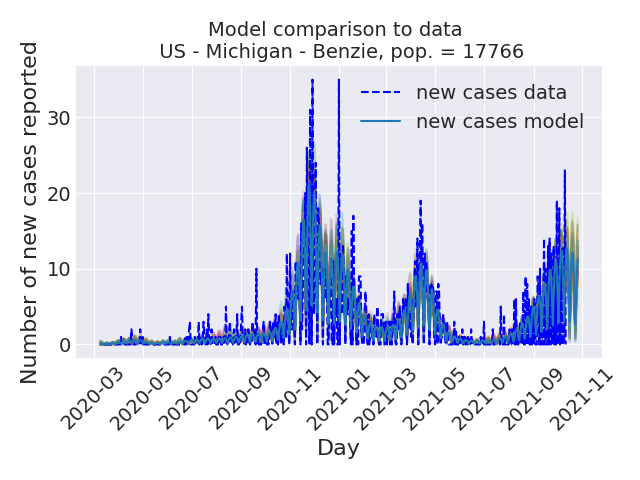 Model comparison to data
US - Michigan - Benzie, pop. = 17766
new cases data
new cases model
Number of new cases reported
30
20
10
0
2020-03
2020-05
2020-07
2020-09
2020-11
2021-01
2021-03
2021-05
2021-07
2021-09
2021-11
Day